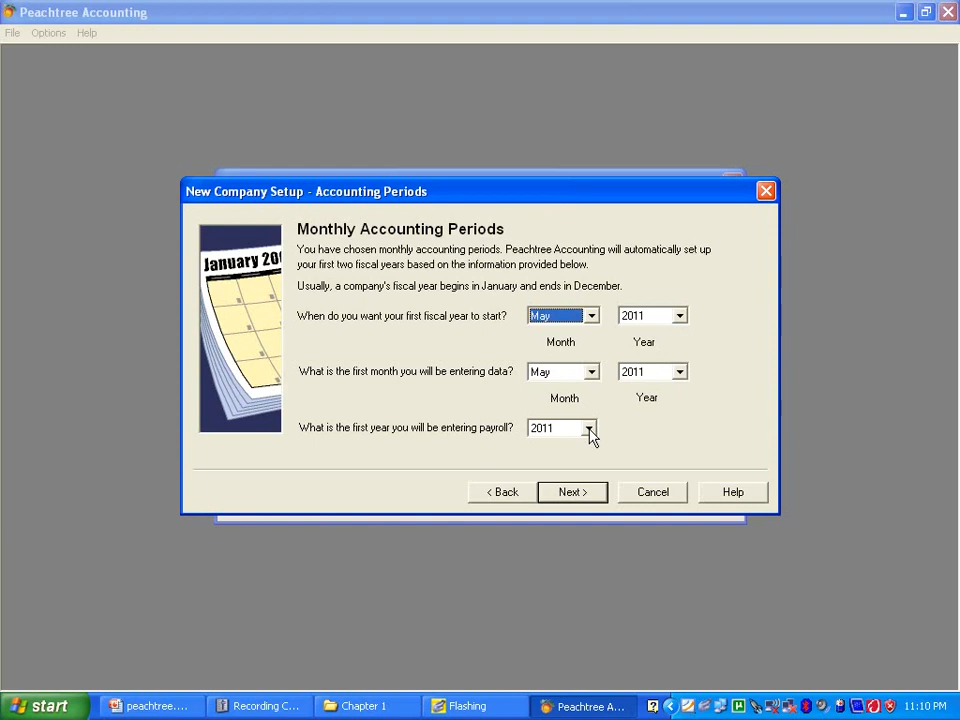 Peachtree Accounting
File Options Help
New Company Setup - Accounting Periods
January 200
Monthly Accounting Periods
You have chosen monthly accounting periods. Peachtree Accounting will automatically set up
your first two fiscal years based on the information provided below.
Usually, a company's fiscal year begins in January and ends in December.
When do you want your first fiscal year to start? May 2011
Month Year
What is the first month you will be entering data? May 2011
Month Year
What is the first year you will be entering payroll? 2011
< Back Next > Cancel Help
start peachtree.... Recording C... Chapter 1 Flashing Peachtree A... 11:10 PM